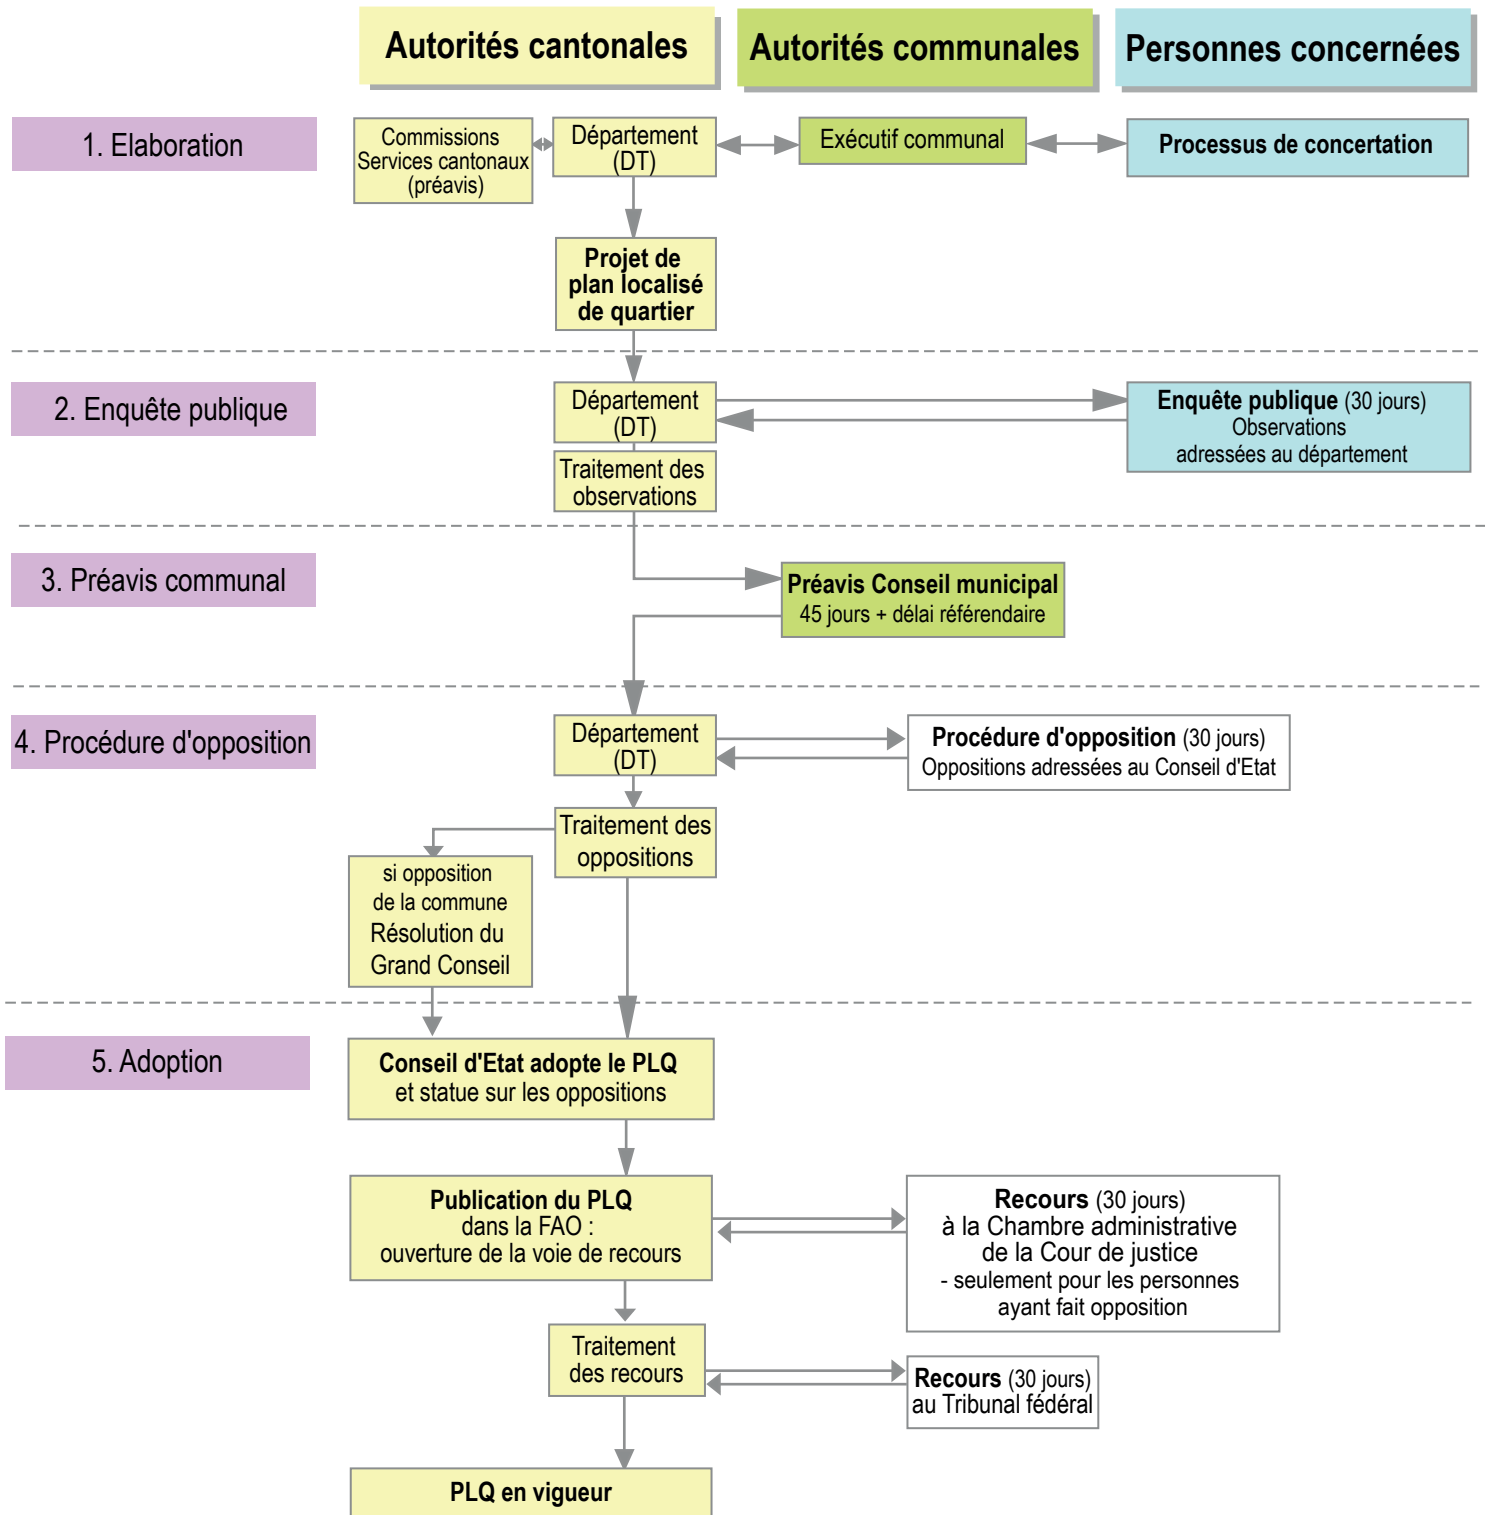 Autorités cantonales
Autorités communales
Personnes concernées
1. Elaboration
Commissions
Services cantonaux
(préavis)
Département
(DT)
Exécutif communal
Processus de concertation
Projet de
plan localisé
de quartier
2. Enquête publique
Département
(DT)
Enquête publique (30 jours)
Observations
adressées au département
Traitement des
observations
3. Préavis communal
Préavis Conseil municipal
45 jours + délai référendaire
4. Procédure d'opposition
Département
(DT)
Procédure d'opposition (30 jours)
Oppositions adressées au Conseil d'Etat
Traitement des
oppositions
si opposition
de la commune
Résolution du
Grand Conseil
5. Adoption
Conseil d'Etat adopte le PLQ
et statue sur les oppositions
Publication du PLQ
dans la FAO :
ouverture de la voie de recours
Recours (30 jours)
à la Chambre administrative
de la Cour de justice
- seulement pour les personnes
ayant fait opposition
Traitement
des recours
Recours (30 jours)
au Tribunal fédéral
PLQ en vigueur